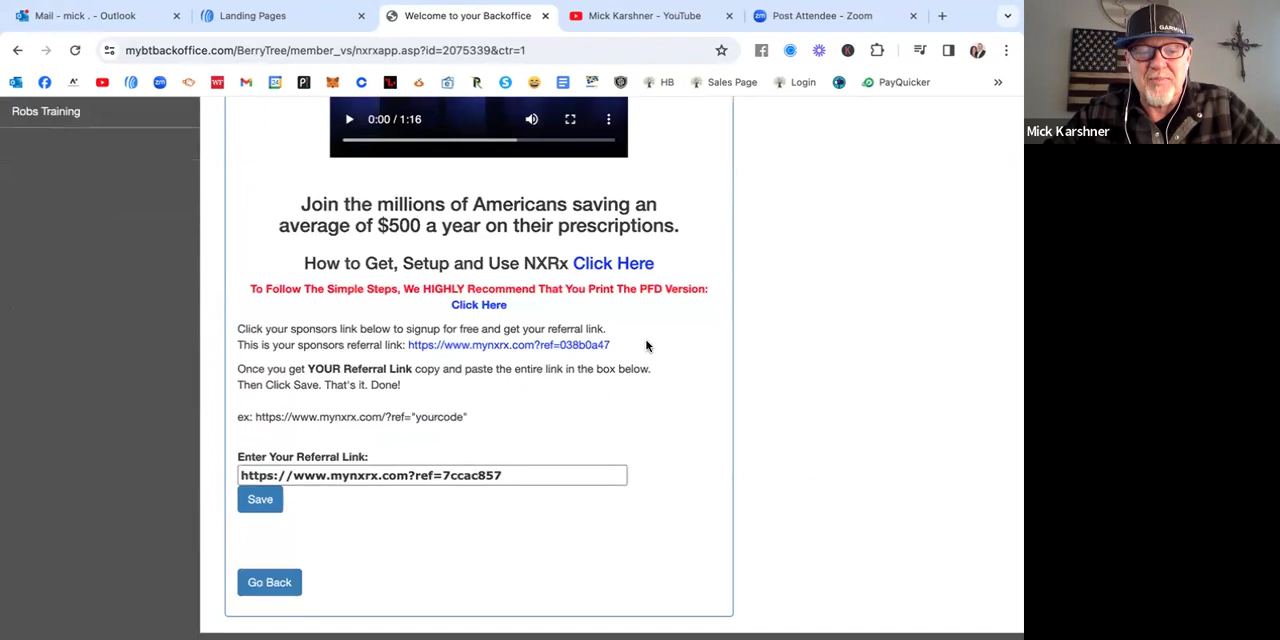 Mail - mick . - Outlook
Landing Pages
Welcome to your Backoffice
Mick Karshner - YouTube
Post Attendee - Zoom
mybtbackoffice.com/BerryTree/member_vs/nxrxapp.asp?id=2075339&ctr=1
HB
Sales Page
Login
PayQuicker
GARMIN
Mick Karshner
Robs Training
0:00 / 1:16
Join the millions of Americans saving an
average of $500 a year on their prescriptions.
How to Get, Setup and Use NXRx Click Here
To Follow The Simple Steps, We HIGHLY Recommend That You Print The PFD Version:
Click Here
Click your sponsors link below to signup for free and get your referral link.
This is your sponsors referral link: https://www.mynxrx.com?ref=038b0a47
Once you get YOUR Referral Link copy and paste the entire link in the box below.
Then Click Save. That's it. Done!
ex: https://www.mynxrx.com/?ref="yourcode"
Enter Your Referral Link:
https://www.mynxrx.com?ref=7ccac857
Save
Go Back